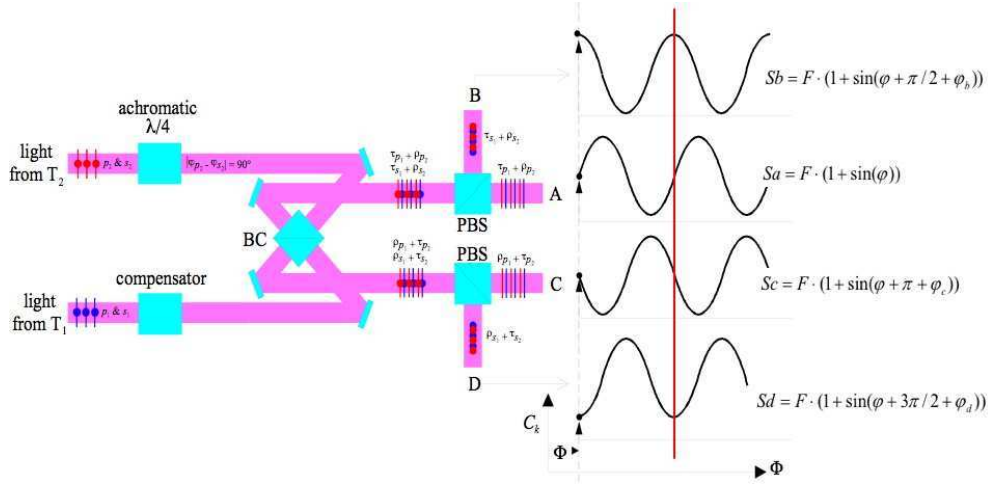 achromatic
λ/4
light
from T₂
p₂ & s₂
|φp₂ - φs₂| = 90°
BC
compensator
light
from T₁
p₁ & s₁
B
τs₁ + ρs₂
τp₁ + ρp₂
τs₁ + ρs₂
τp₁ + ρp₂
A
PBS
ρp₁ + τp₂
ρs₁ + τs₂
PBS
ρp₁ + τp₂
C
ρs₁ + τs₂
D
Sb = F · (1 + sin(φ + π / 2 + φb))
Sa = F · (1 + sin(φ))
Sc = F · (1 + sin(φ + π + φc))
Sd = F · (1 + sin(φ + 3π / 2 + φd))
Ck
Φ
Φ